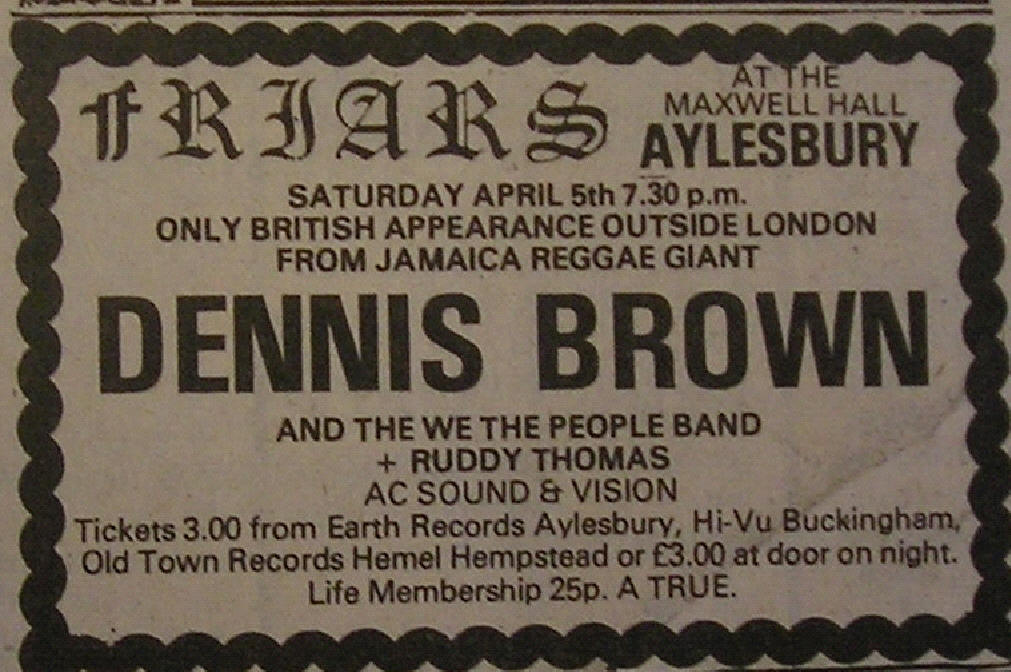 FRIARS
AT THE
MAXWELL HALL
AYLESBURY
SATURDAY APRIL 5th 7.30 p.m.
ONLY BRITISH APPEARANCE OUTSIDE LONDON
FROM JAMAICA REGGAE GIANT
DENNIS BROWN
AND THE WE THE PEOPLE BAND
+ RUDDY THOMAS
AC SOUND & VISION
Tickets 3.00 from Earth Records Aylesbury, Hi-Vu Buckingham,
Old Town Records Hemel Hempstead or £3.00 at door on night.
Life Membership 25p. A TRUE.